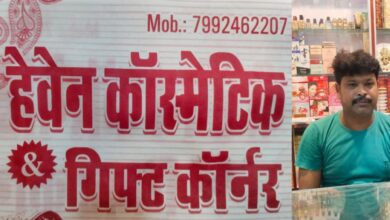 Mob.: 7992462207
हेवेन कॉस्मेटिक
& गिफ्ट कॉर्नर